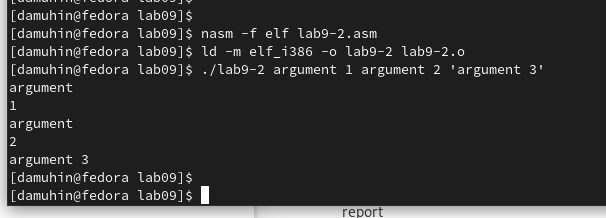 [damuhin@fedora lab09]$
[damuhin@fedora lab09]$ nasm -f elf lab9-2.asm
[damuhin@fedora lab09]$ ld -m elf_i386 -o lab9-2 lab9-2.o
[damuhin@fedora lab09]$ ./lab9-2 argument 1 argument 2 'argument 3'
argument
1
argument
2
argument 3
[damuhin@fedora lab09]$
[damuhin@fedora lab09]$
report